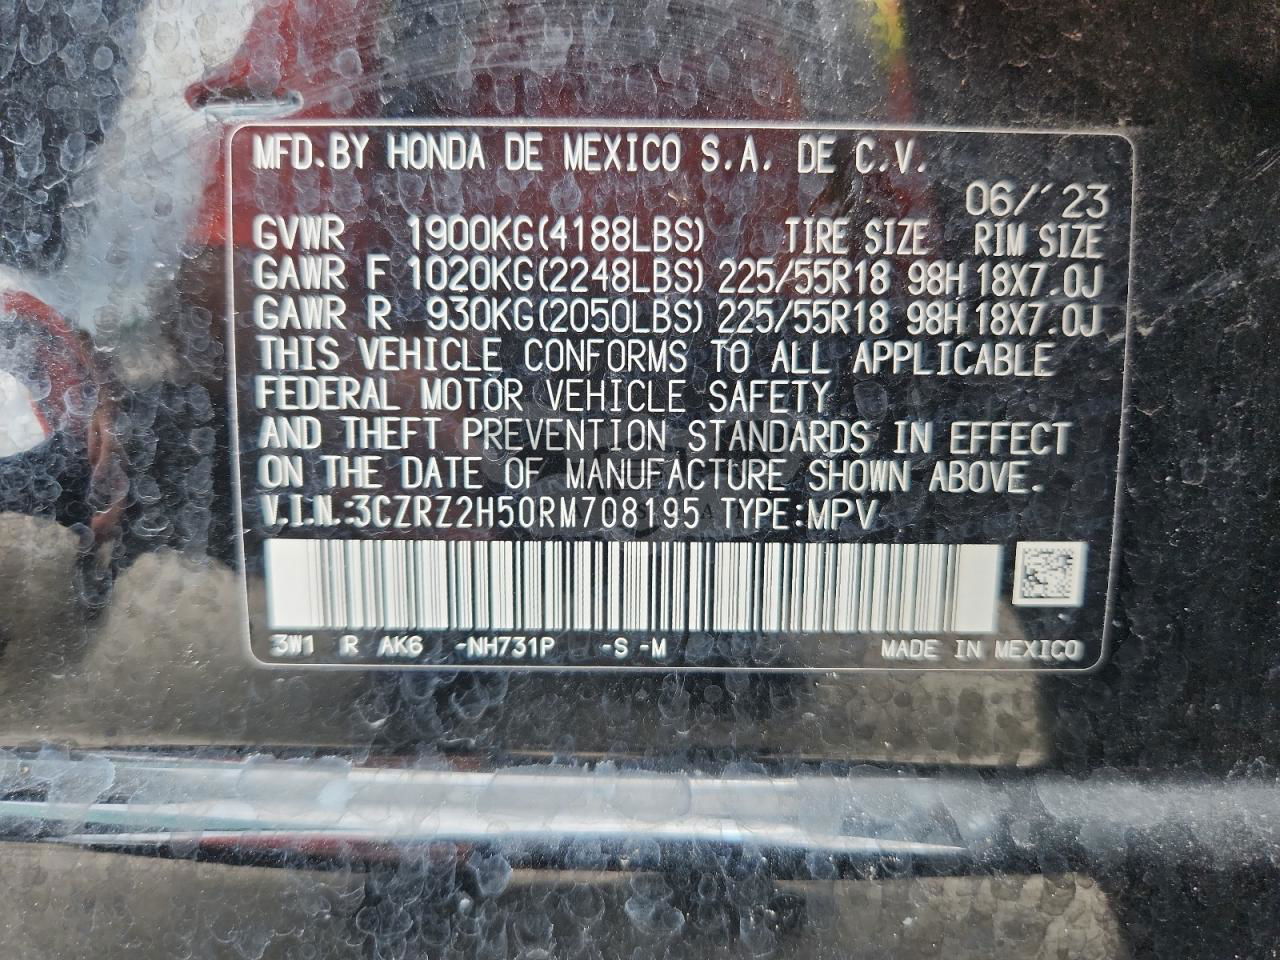 MFD.BY HONDA DE MEXICO S.A. DE C.V.
06/'23
GVWR 1900KG(4188LBS) TIRE SIZE RIM SIZE
GAWR F 1020KG(2248LBS) 225/55R18 98H 18X7.0J
GAWR R 930KG(2050LBS) 225/55R18 98H 18X7.0J
THIS VEHICLE CONFORMS TO ALL APPLICABLE
FEDERAL MOTOR VEHICLE SAFETY
AND THEFT PREVENTION STANDARDS IN EFFECT
ON THE DATE OF MANUFACTURE SHOWN ABOVE.
V.I.N.:3CZRZ2H50RM708195 TYPE:MPV
3W1 R AK6 -NH731P -S -M MADE IN MEXICO